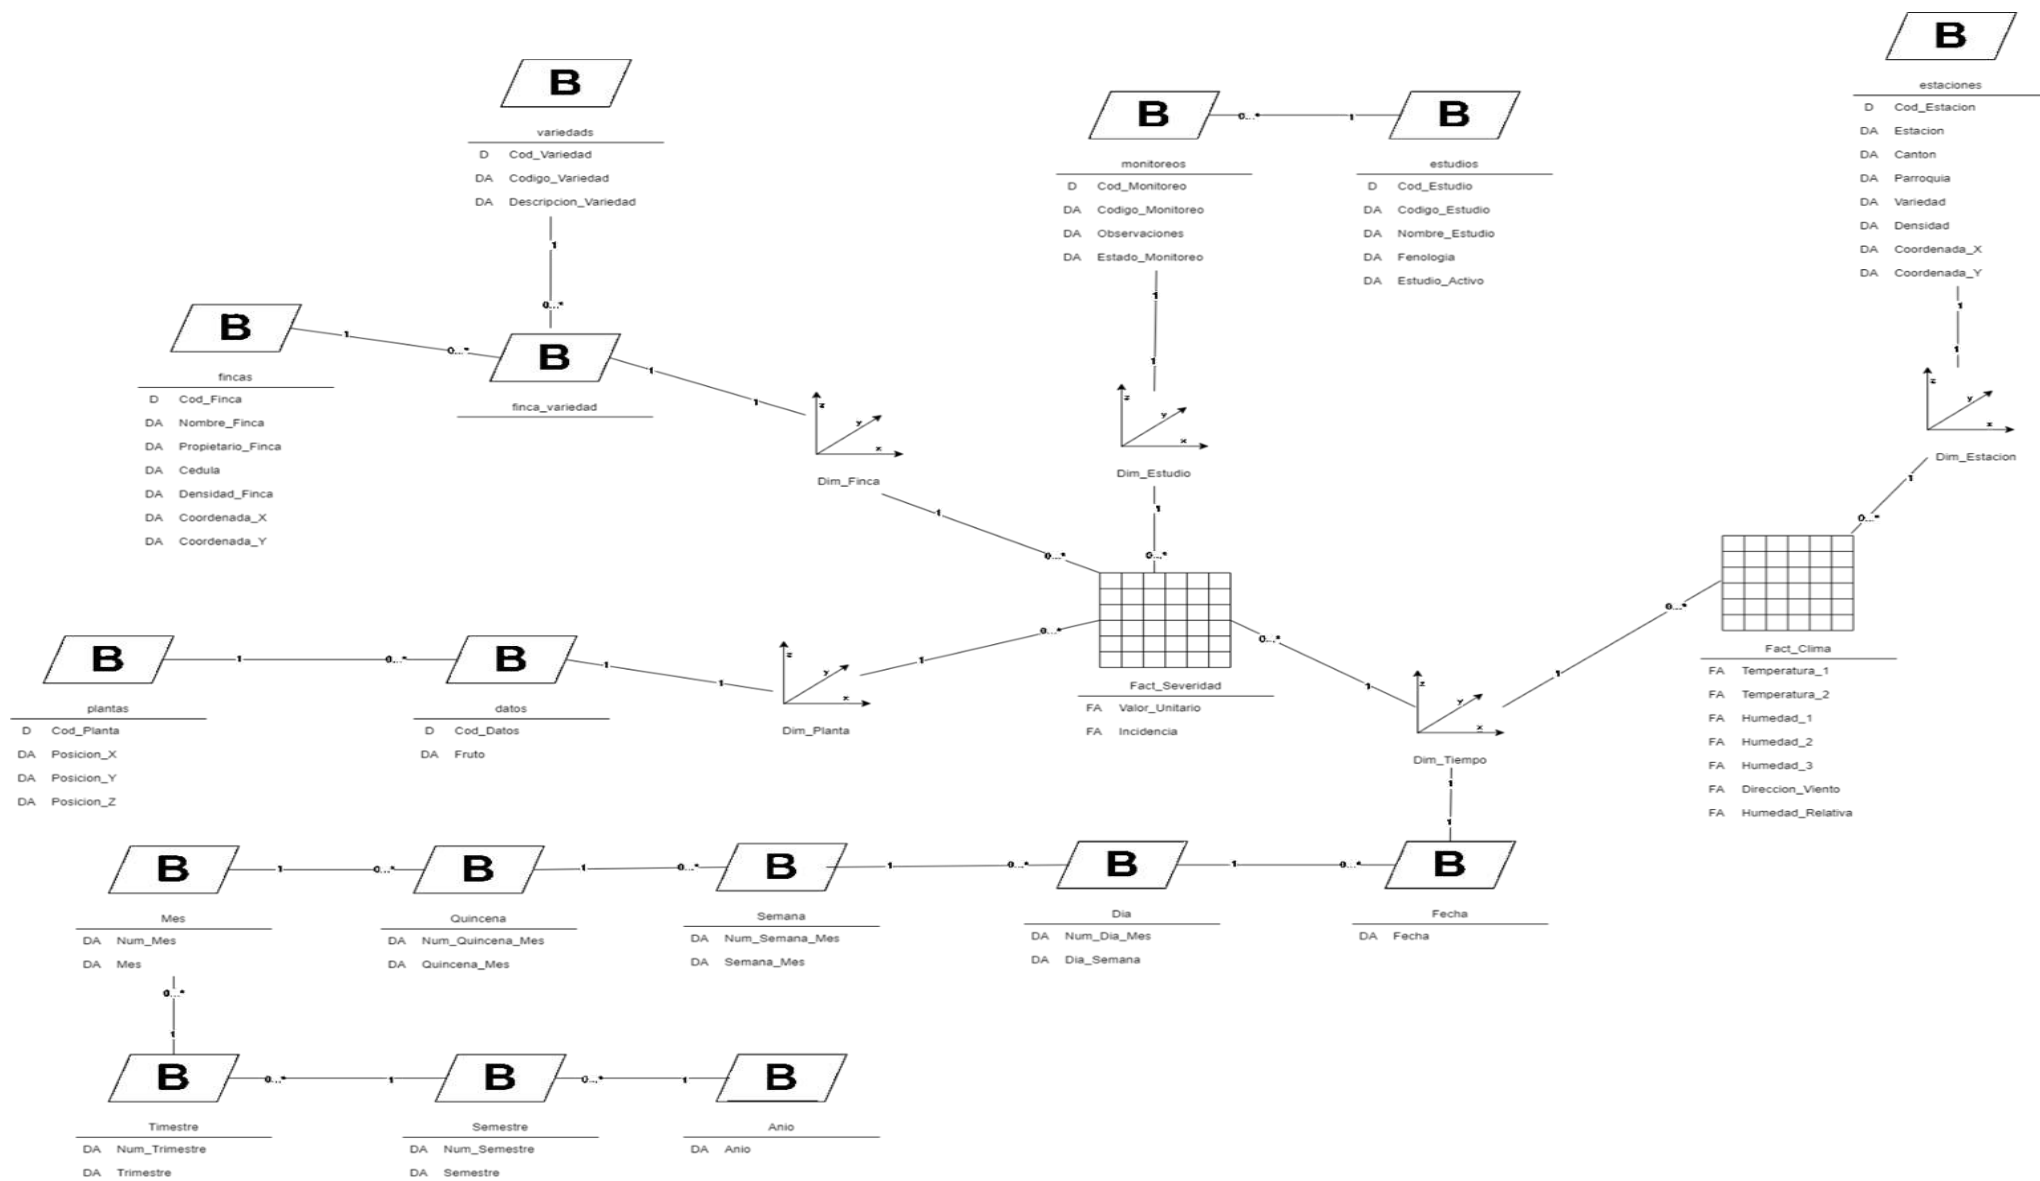 B
variedads
D Cod_Variedad
DA Codigo_Variedad
DA Descripcion_Variedad
1
0...*
B
fincas
D Cod_Finca
DA Nombre_Finca
DA Propietario_Finca
DA Cedula
DA Densidad_Finca
DA Coordenada_X
DA Coordenada_Y
1
0...*
B
finca_variedad
1
1
z
y
x
Dim_Finca
1
0...*
B
monitoreos
D Cod_Monitoreo
DA Codigo_Monitoreo
DA Observaciones
DA Estado_Monitoreo
0...*
1
B
estudios
D Cod_Estudio
DA Codigo_Estudio
DA Nombre_Estudio
DA Fenologia
DA Estudio_Activo
1
1
z
y
x
Dim_Estudio
1
0...*
B
estaciones
D Cod_Estacion
DA Estacion
DA Canton
DA Parroquia
DA Variedad
DA Densidad
DA Coordenada_X
DA Coordenada_Y
1
1
z
y
x
Dim_Estacion
1
0...*
Fact_Clima
FA Temperatura_1
FA Temperatura_2
FA Humedad_1
FA Humedad_2
FA Humedad_3
FA Direccion_Viento
FA Humedad_Relativa
0...*
1
B
plantas
D Cod_Planta
DA Posicion_X
DA Posicion_Y
DA Posicion_Z
1
0...*
B
datos
D Cod_Datos
DA Fruto
1
1
z
y
x
Dim_Planta
1
0...*
Fact_Severidad
FA Valor_Unitario
FA Incidencia
0...*
1
z
y
x
Dim_Tiempo
1
1
B
Mes
DA Num_Mes
DA Mes
1
0...*
B
Quincena
DA Num_Quincena_Mes
DA Quincena_Mes
1
0...*
B
Semana
DA Num_Semana_Mes
DA Semana_Mes
1
0...*
B
Dia
DA Num_Dia_Mes
DA Dia_Semana
1
0...*
B
Fecha
DA Fecha
0...*
1
B
Timestre
DA Num_Trimestre
DA Trimestre
0...*
1
B
Semestre
DA Num_Semestre
DA Semestre
0...*
1
B
Anio
DA Anio